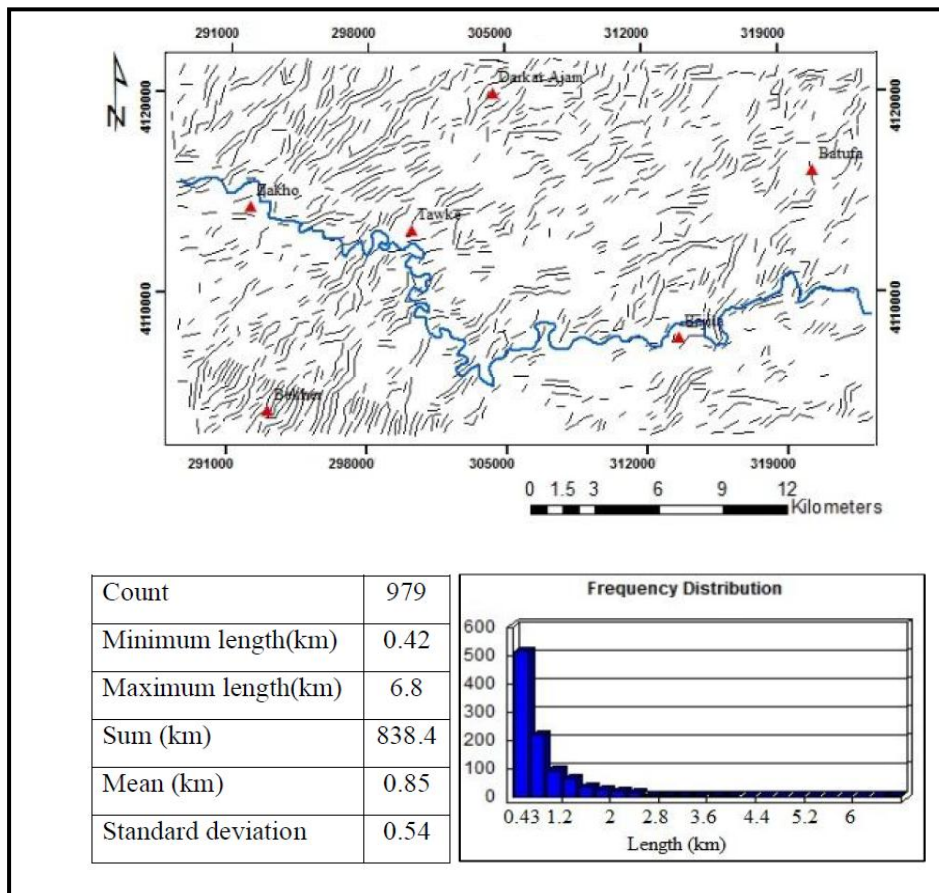 291000 298000 305000 312000 319000
N
4120000
4120000
Darkar Ajam
Batufa
Zakho
Tawke
4110000
4110000
Bekher
291000 298000 305000 312000 319000
0 1.5 3 6 9 12
Kilometers
Count 979
Minimum length(km) 0.42
Maximum length(km) 6.8
Sum (km) 838.4
Mean (km) 0.85
Standard deviation 0.54
Frequency Distribution
600
500
400
300
200
100
0
0.43 1.2 2 2.8 3.6 4.4 5.2 6
Length (km)